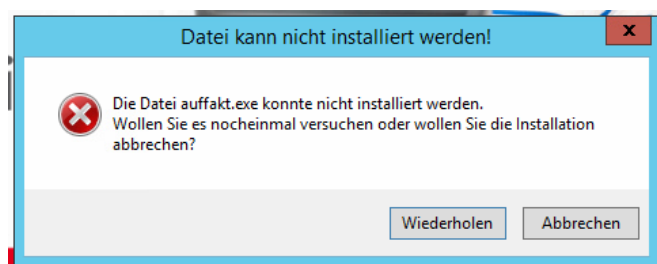 Datei kann nicht installiert werden!
x
Die Datei auffakt.exe konnte nicht installiert werden.
Wollen Sie es nocheinmal versuchen oder wollen Sie die Installation
abbrechen?
Wiederholen Abbrechen